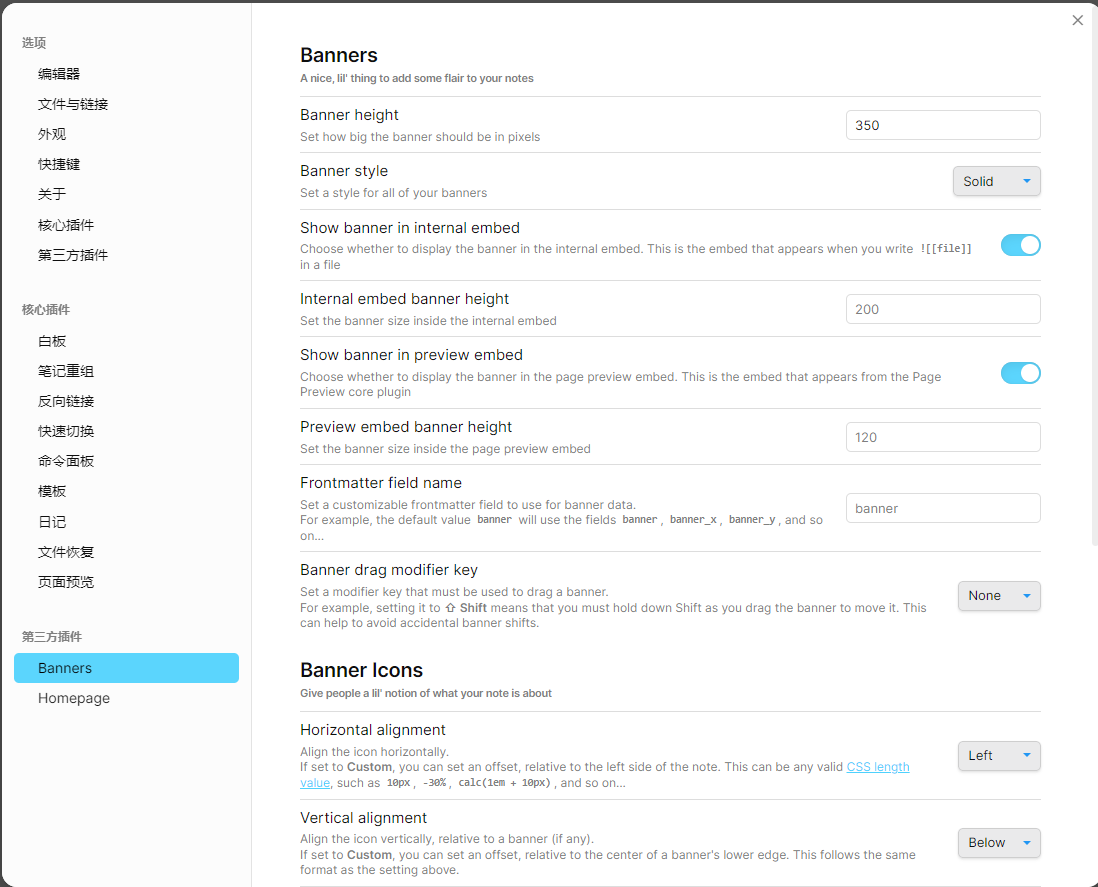 选项
编辑器
文件与链接
外观
快捷键
关于
核心插件
第三方插件
核心插件
白板
笔记重组
反向链接
快速切换
命令面板
模板
日记
文件恢复
页面预览
第三方插件
Banners
Homepage
Banners
A nice, lil' thing to add some flair to your notes
Banner height
Set how big the banner should be in pixels
350
Banner style
Set a style for all of your banners
Solid
Show banner in internal embed
Choose whether to display the banner in the internal embed. This is the embed that appears when you write ![[file]]
in a file
Internal embed banner height
Set the banner size inside the internal embed
200
Show banner in preview embed
Choose whether to display the banner in the page preview embed. This is the embed that appears from the Page
Preview core plugin
Preview embed banner height
Set the banner size inside the page preview embed
120
Frontmatter field name
Set a customizable frontmatter field to use for banner data.
For example, the default value banner will use the fields banner, banner_x, banner_y, and so
on...
banner
Banner drag modifier key
Set a modifier key that must be used to drag a banner.
For example, setting it to ⇧ Shift means that you must hold down Shift as you drag the banner to move it. This
can help to avoid accidental banner shifts.
None
Banner Icons
Give people a lil' notion of what your note is about
Horizontal alignment
Align the icon horizontally.
If set to Custom, you can set an offset, relative to the left side of the note. This can be any valid CSS length
value, such as 10px, -30%, calc(1em + 10px), and so on...
Left
Vertical alignment
Align the icon vertically, relative to a banner (if any).
If set to Custom, you can set an offset, relative to the center of a banner's lower edge. This follows the same
format as the setting above.
Below